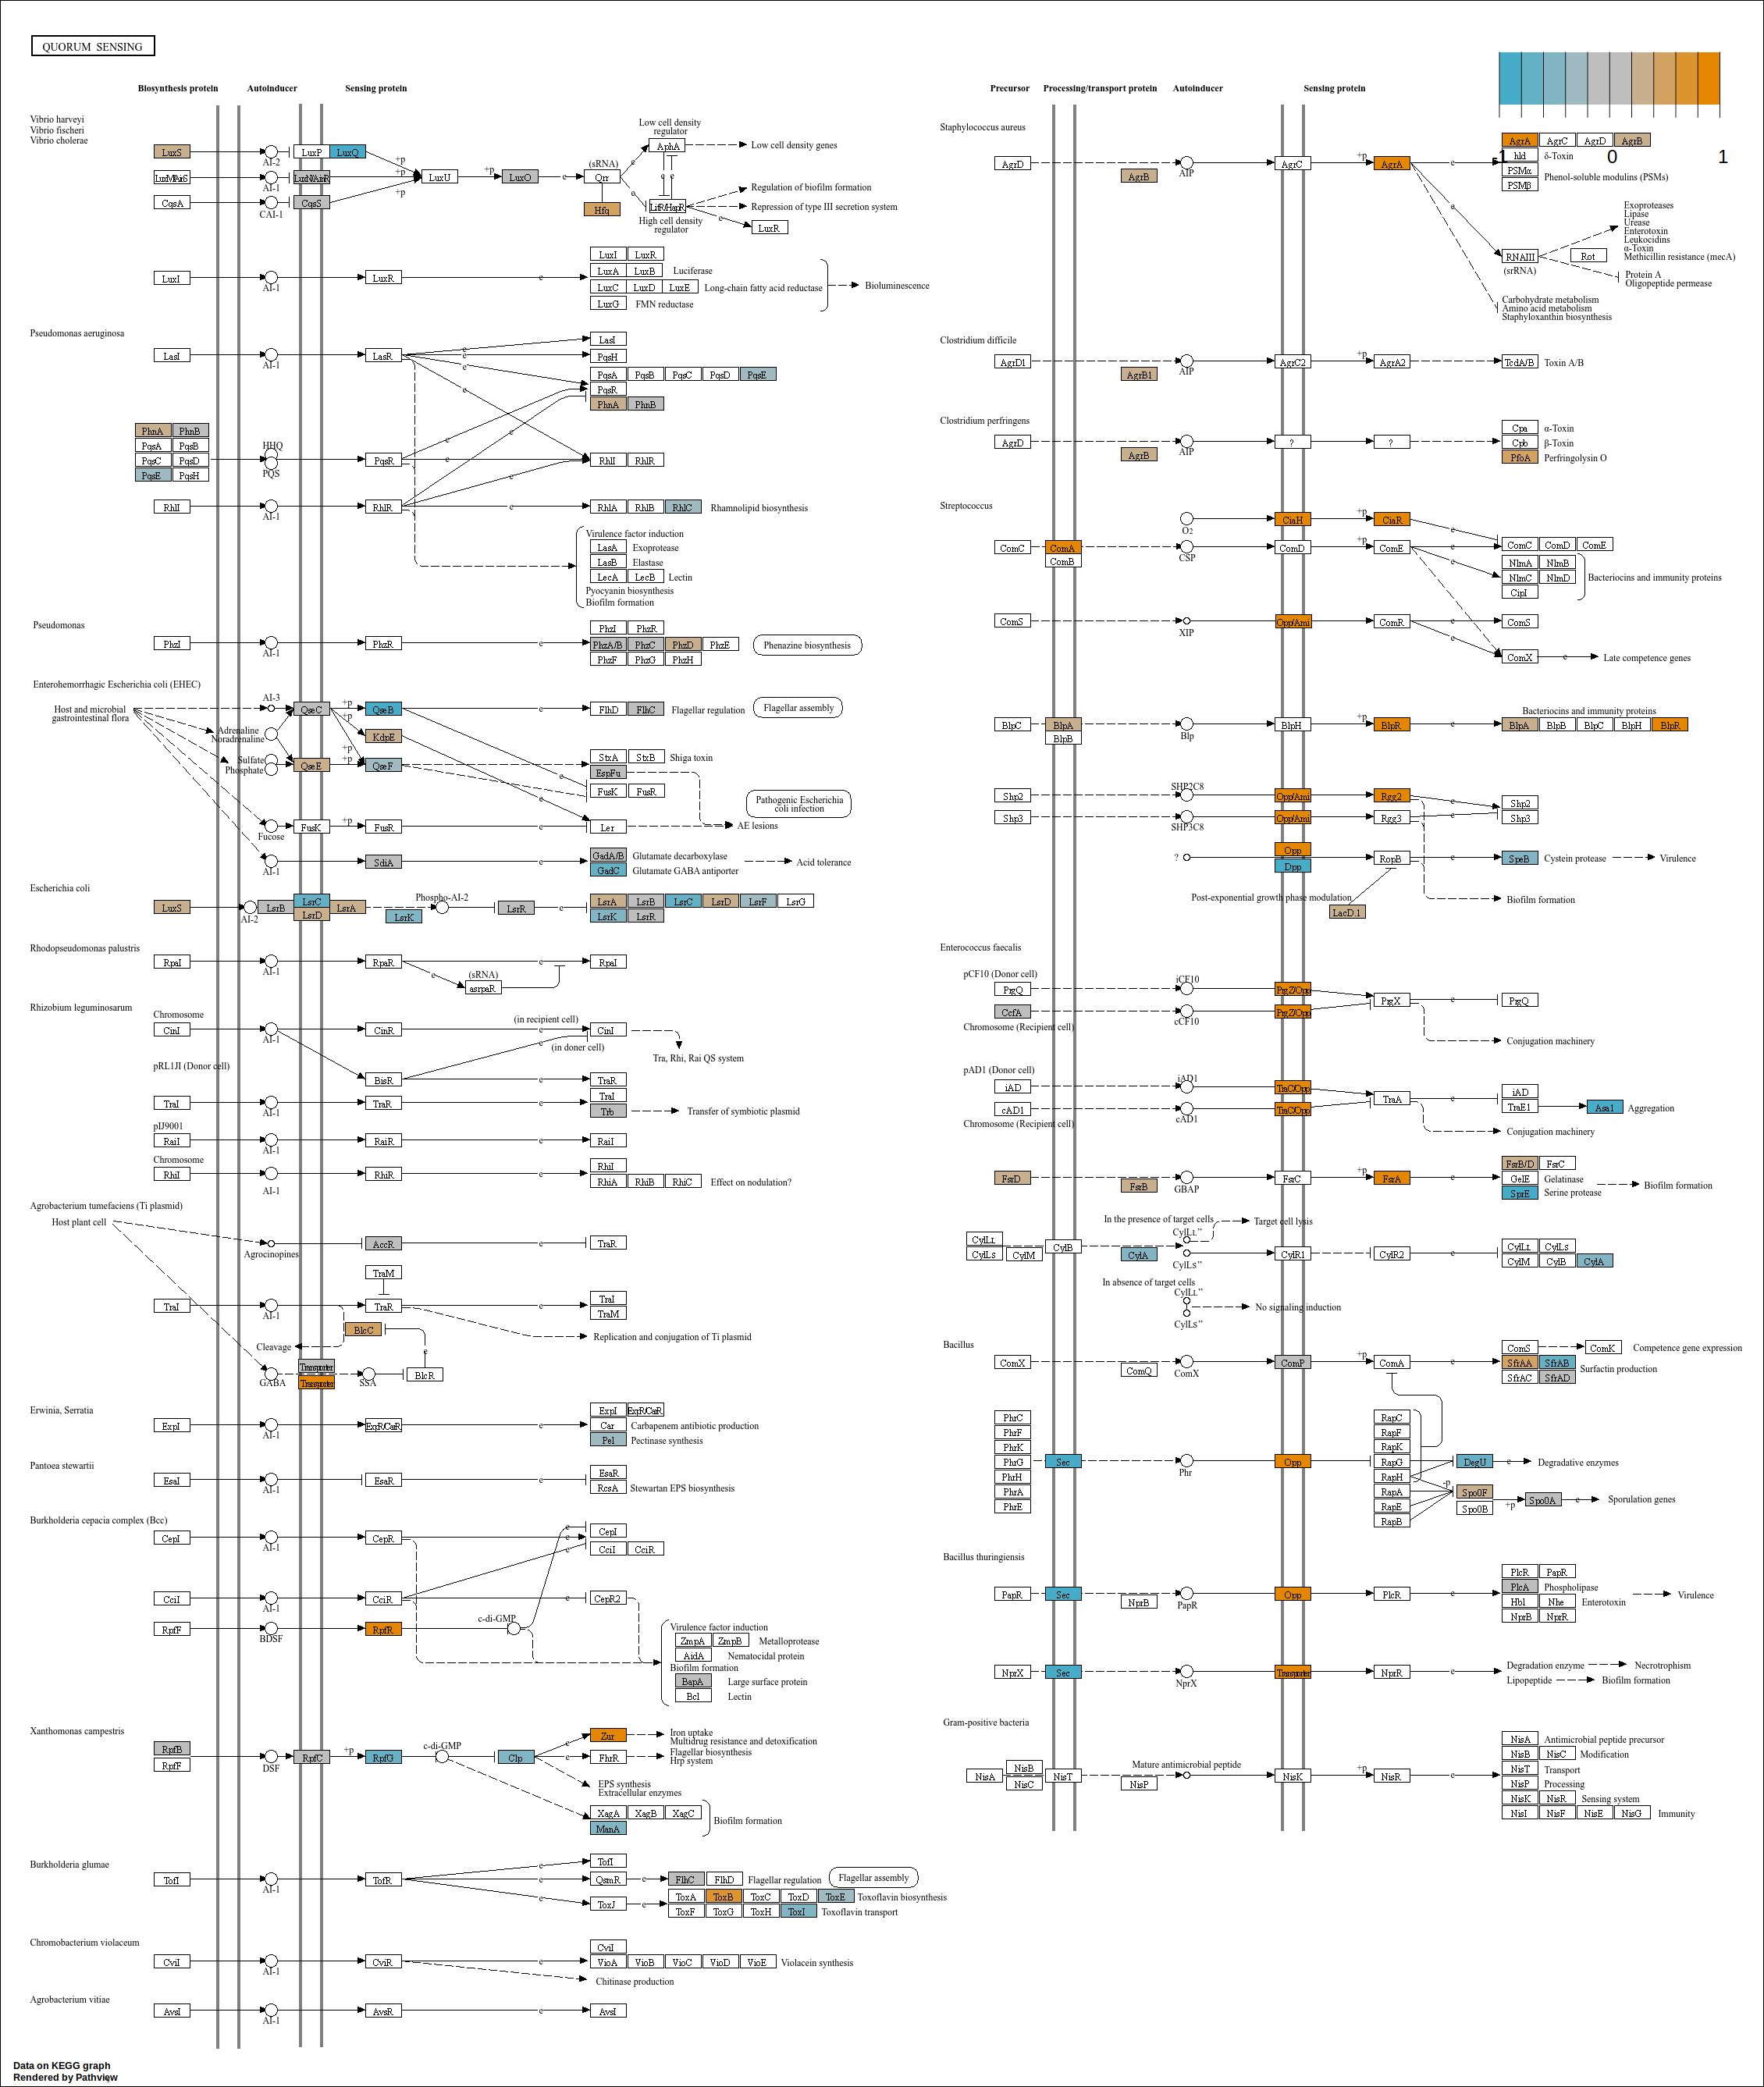 QUORUM SENSING
-1 0 1
Biosynthesis protein Autoinducer Sensing protein
Vibrio harveyi
Vibrio fischeri
Vibrio cholerae
LuxS AI-2 LuxP LuxQ +p
AI-1 +p
CqsA CAI-1 CqsS +p
LuxU +p LuxO e (sRNA) Qrr Hfq
Low cell density regulator
AphA Low cell density genes
Regulation of biofilm formation
Repression of type III secretion system
High cell density regulator
e LuxR
LuxI AI-1 LuxR e
LuxI LuxR
LuxA LuxB Luciferase
LuxC LuxD LuxE Long-chain fatty acid reductase Bioluminescence
LuxG FMN reductase
Pseudomonas aeruginosa
LasI AI-1 LasR e e e e
LasI
PqsH
PqsA PqsB PqsC PqsD PqsE
PqsR
PhnA PhnB
PhnA PhnB
PqsA PqsB
PqsC PqsD
PqsE PqsH
HHQ
PQS
PqsR e e e RhlI RhlR
RhlI AI-1 RhlR e RhlA RhlB RhlC Rhamnolipid biosynthesis
Virulence factor induction
LasA Exoprotease
LasB Elastase
LecA LecB Lectin
Pyocyanin biosynthesis
Biofilm formation
Pseudomonas
PhzI AI-1 PhzR e
PhzI PhzR
PhzA/B PhzC PhzD PhzE
PhzF PhzG PhzH
Phenazine biosynthesis
Enterohemorrhagic Escherichia coli (EHEC)
Host and microbial
gastrointestinal flora
AI-3 QseC +p QseB e FlhD FlhC Flagellar regulation
Flagellar assembly
Adrenaline
Noradrenaline
+p KdpE
Sulfate
Phosphate
QseE +p +p QseF
StxA StxB Shiga toxin
EspFu
e FusK FusR
Pathogenic Escherichia
coli infection
Fucose FusK +p FusR e e Ler AE lesions
AI-1 SdiA e
GadA/B Glutamate decarboxylase
GadC Glutamate GABA antiporter
Acid tolerance
Escherichia coli
LuxS AI-2 LsrB LsrC LsrD LsrA LsrK Phospho-AI-2 LsrR e
LsrA LsrB LsrC LsrD LsrF LsrG
LsrK LsrR
Rhodopseudomonas palustris
RpaI AI-1 RpaR e RpaI
e (sRNA)
asrpaR
Rhizobium leguminosarum
Chromosome
CinI AI-1 CinR (in recipient cell) e CinI
e (in doner cell)
Tra, Rhi, Rai QS system
pRL1JI (Donor cell)
BisR e TraR
TraI AI-1 TraR e TraI
Trb Transfer of symbiotic plasmid
pIJ9001
RaiI AI-1 RaiR e RaiI
Chromosome
RhiI AI-1 RhiR e RhiI
RhiA RhiB RhiC Effect on nodulation?
Agrobacterium tumefaciens (Ti plasmid)
Host plant cell
Agrocinopines AccR TraR
TraM
TraI AI-1 TraR e TraI
TraM
Replication and conjugation of Ti plasmid
BlcC
Cleavage
e
GABA Transporter Transporter SSA BlcR
Erwinia, Serratia
ExpI AI-1 ExpR/CarR e
ExpI ExpR/CarR
Car Carbapenem antibiotic production
Pel Pectinase synthesis
Pantoea stewartii
EsaI AI-1 EsaR e
EsaR
RcsA Stewartan EPS biosynthesis
Burkholderia cepacia complex (Bcc)
CepI AI-1 CepR e e e
CepI
CciI CciR
CciI AI-1 CciR e CepR2
RpfF BDSF RpfR c-di-GMP
Virulence factor induction
ZmpA ZmpB Metalloprotease
AidA Nematocidal protein
Biofilm formation
BapA Large surface protein
Bcl Lectin
Xanthomonas campestris
RpfB
RpfF
DSF RpfC +p RpfG c-di-GMP Clp e e
Zur Iron uptake
Multidrug resistance and detoxification
FhrR Flagellar biosynthesis
Hrp system
EPS synthesis
Extracellular enzymes
XagA XagB XagC
ManA
Biofilm formation
Burkholderia glumae
TofI AI-1 TofR e e e
TofI
QsmR e FlhC FlhD Flagellar regulation
Flagellar assembly
TofJ e
ToxA ToxB ToxC ToxD ToxE Toxoflavin biosynthesis
ToxF ToxG ToxH ToxI Toxoflavin transport
Chromobacterium violaceum
CviI AI-1 CviR e
CviI
VioA VioB VioC VioD VioE Violacein synthesis
Chitinase production
Agrobacterium vitiae
AvsI AI-1 AvsR e AvsI
Data on KEGG graph
Rendered by Pathview
Precursor Processing/transport protein Autoinducer Sensing protein
Staphylococcus aureus
AgrD AgrB AIP AgrC +p AgrA e
AgrA AgrC AgrD AgrB
hld δ-Toxin
PSMα
PSMβ
Phenol-soluble modulins (PSMs)
e
RNAIII
(srRNA)
Rot
Exoproteases
Lipase
Urease
Enterotoxin
Leukocidins
α-Toxin
Methicillin resistance (mecA)
Protein A
Oligopeptide permease
Carbohydrate metabolism
Amino acid metabolism
Staphyloxanthin biosynthesis
Clostridium difficile
AgrD1 AgrB1 AIP AgrC2 +p AgrA2 TcdA/B Toxin A/B
Clostridium perfringens
AgrD AgrB AIP ? ?
Cpa α-Toxin
Cpb β-Toxin
PfoA Perfringolysin O
Streptococcus
O2 CiaH +p CiaR e
ComC ComA ComB CSP ComD +p ComE e e
ComC ComD ComE
NlmA NlmB
NlmC NlmD
CipI
Bacteriocins and immunity proteins
ComS XIP Opp/Ami ComR e e ComS
ComX e Late competence genes
Bacteriocins and immunity proteins
BlpC BlpA BlpB Blp BlpH +p BlpR e
BlpA BlpB BlpC BlpH BlpR
Shp2 SHP2C8 Opp/Ami Rgg2 e Shp2
Shp3 SHP3C8 Opp/Ami Rgg3 e Shp3
? Opp Dpp RopB e SpeB Cystein protease Virulence
Post-exponential growth phase modulation
LacD.1
Biofilm formation
Enterococcus faecalis
pCF10 (Donor cell)
PrgQ iCF10 PrgZ/Opp PrgX e PrgQ
CcfA cCF10 PrgZ/Opp
Chromosome (Recipient cell)
Conjugation machinery
pAD1 (Donor cell)
iAD iAD1 TraC/Opp TraA e iAD
cAD1 cAD1 TraC/Opp TraE1 Asa1 Aggregation
Chromosome (Recipient cell)
Conjugation machinery
FsrD FsrB GBAP FsrC +p FsrA e
FsrB/D FsrC
GelE Gelatinase
SprE Serine protease
Biofilm formation
In the presence of target cells Target cell lysis
CylLL CylLS CylM CylB CylA CylLL" CylLS" CylR1 CylR2 e
CylLL CylLS
CylM CylB CylA
In absence of target cells
CylLL"
No signaling induction
CylLS"
Bacillus
ComX ComQ ComX ComP +p ComA e
ComS ComK Competence gene expression
SfrAA SfrAB
SfrAC SfrAD
Surfactin production
PhrC
PhrF
PhrK
PhrG
PhrH
PhrA
PhrE
Sec Phr Opp
RapC
RapF
RapK
RapG
RapH
RapA
RapE
RapB
DegU e Degradative enzymes
-p Spo0F
Spo0B
+p Spo0A e Sporulation genes
Bacillus thuringiensis
PapR Sec NprB PapR Opp PlcR e
PlcR PapR
PlcA Phospholipase
Hbl Nhe Enterotoxin
NprB NprR
Virulence
NprX Sec NprX Transporter NprR e
Degradation enzyme Necrotrophism
Lipopeptide Biofilm formation
Gram-positive bacteria
NisA NisB NisC NisT NisP
Mature antimicrobial peptide
NisK +p NisR e
NisA Antimicrobial peptide precursor
NisB NisC Modification
NisT Transport
NisP Processing
NisK NisR Sensing system
NisI NisF NisE NisG Immunity